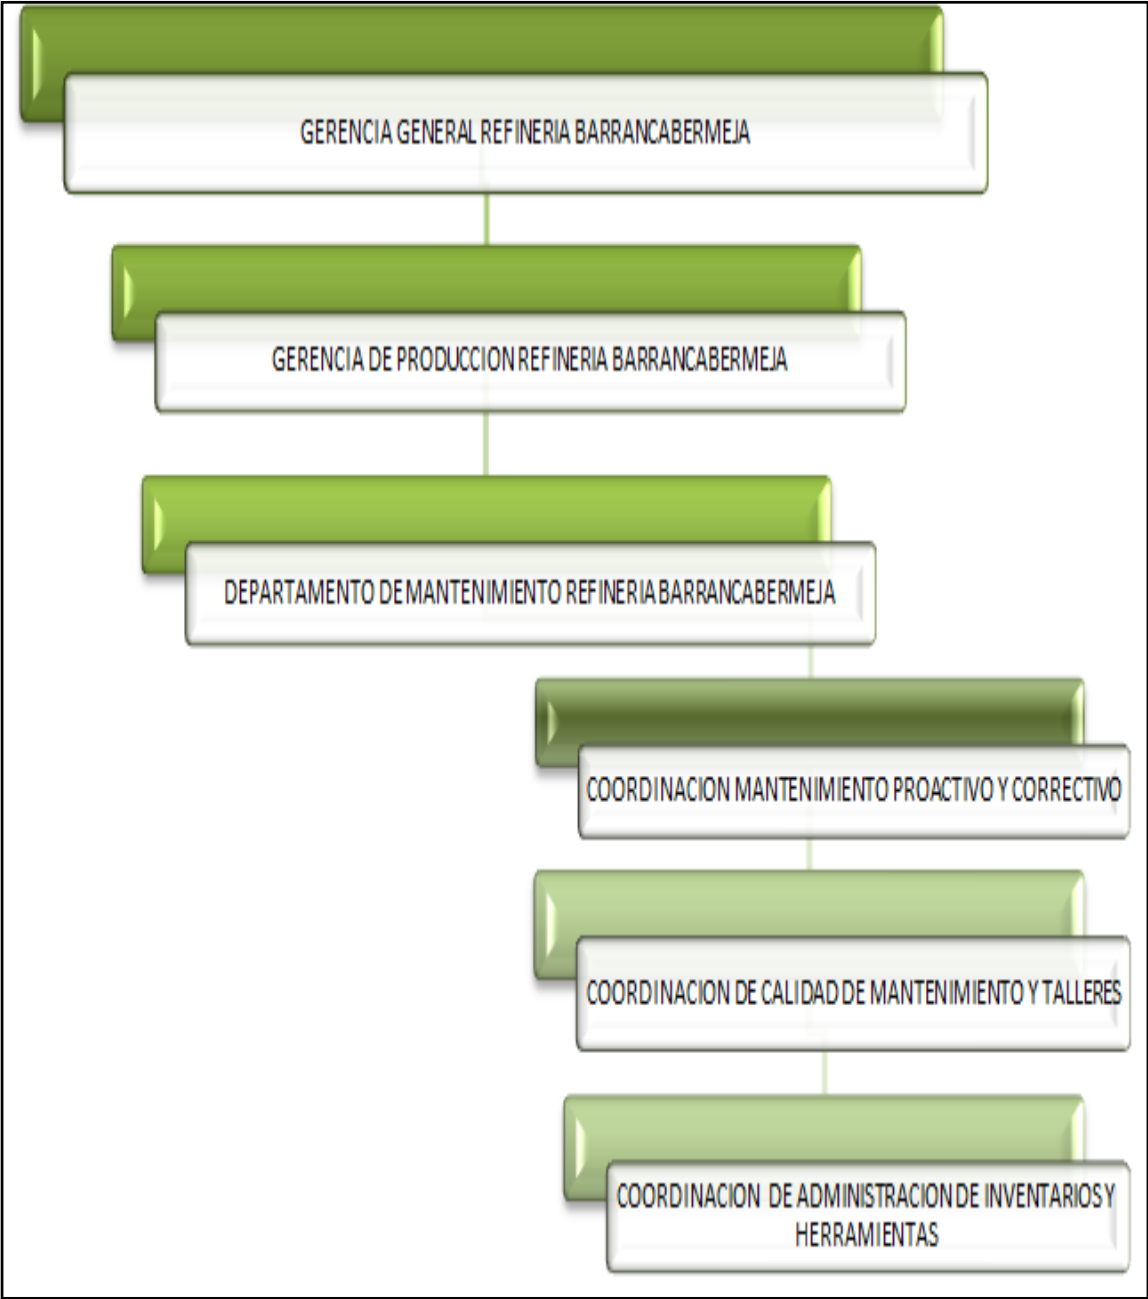 GERENCIA GENERAL REFINERIA BARRANCABERMEJA
GERENCIA DE PRODUCCION REFINERIA BARRANCABERMEJA
DEPARTAMENTO DE MANTENIMIENTO REFINERIA BARRANCABERMEJA
COORDINACION MANTENIMIENTO PROACTIVO Y CORRECTIVO
COORDINACION DE CALIDAD DE MANTENIMIENTO Y TALLERES
COORDINACION DE ADMINISTRACION DE INVENTARIOS Y
HERRAMIENTAS